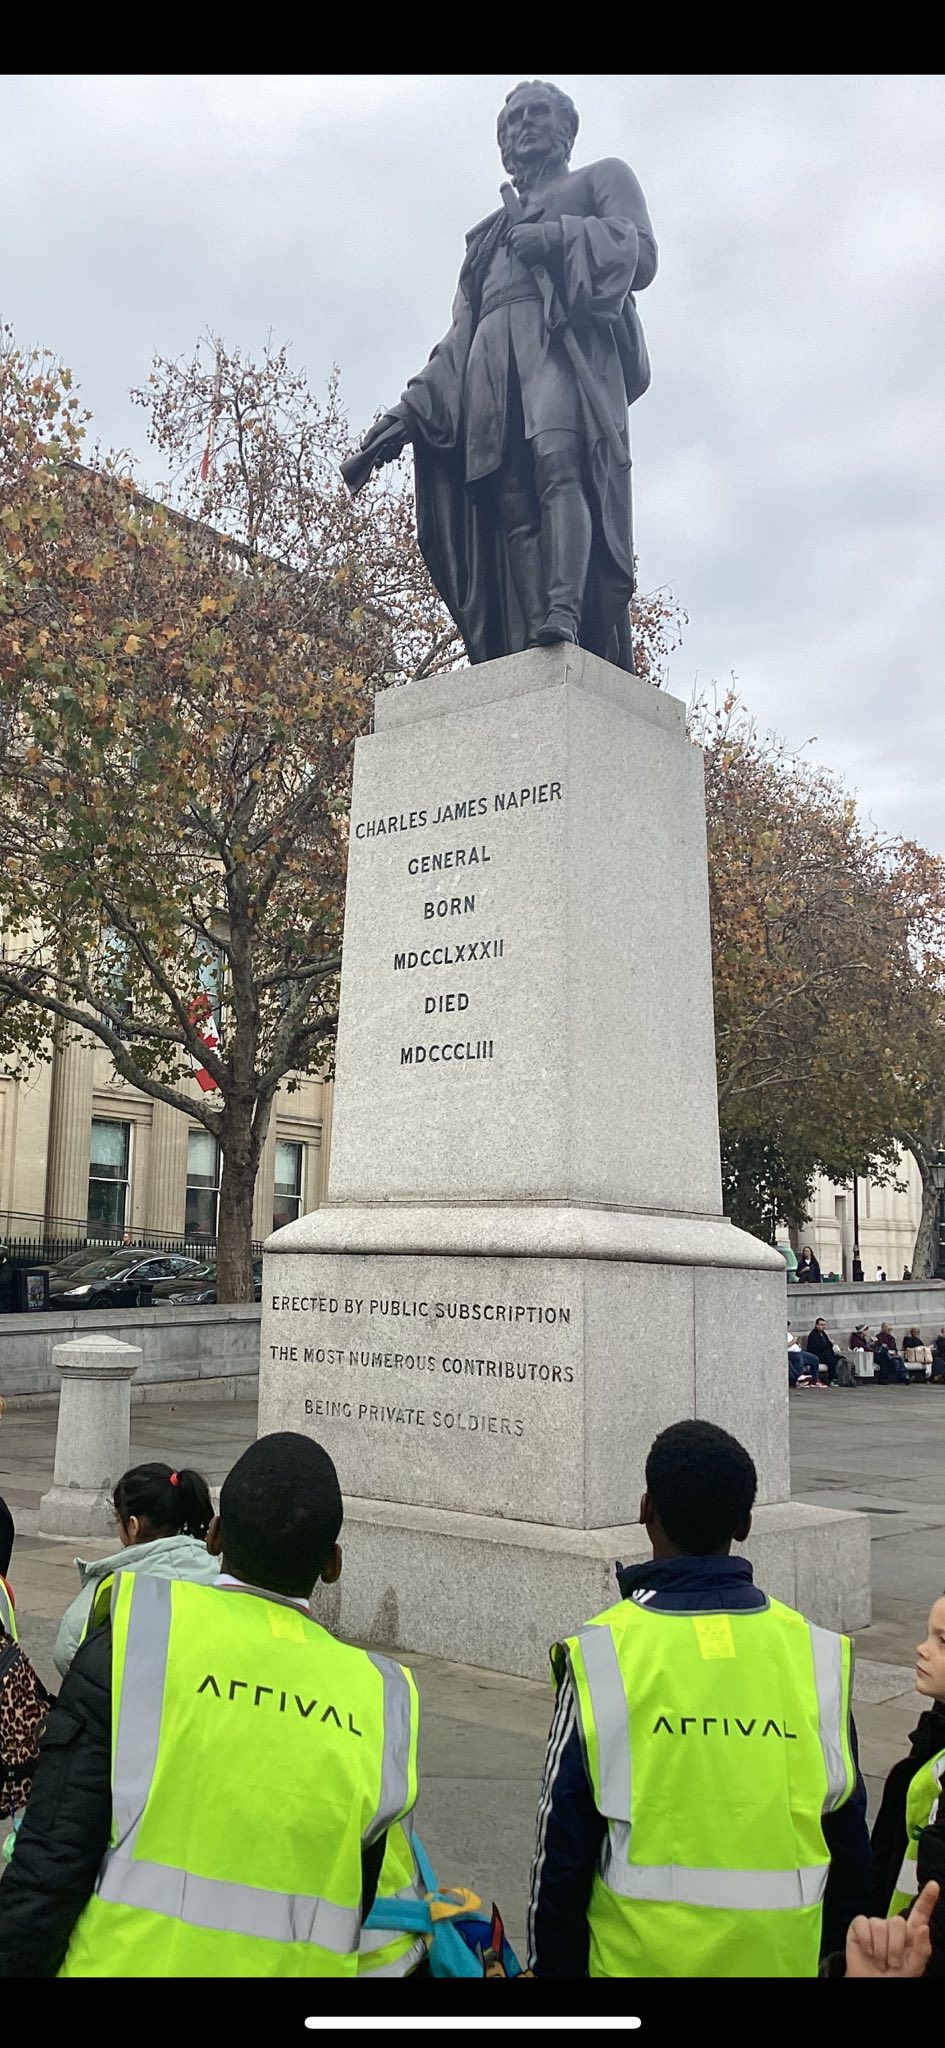 CHARLES JAMES NAPIER
GENERAL
BORN
MDCCLXXXII
DIED
MDCCCLIII
ERECTED BY PUBLIC SUBSCRIPTION
THE MOST NUMEROUS CONTRIBUTORS
BEING PRIVATE SOLDIERS
ARRIVAL
ARRIVAL